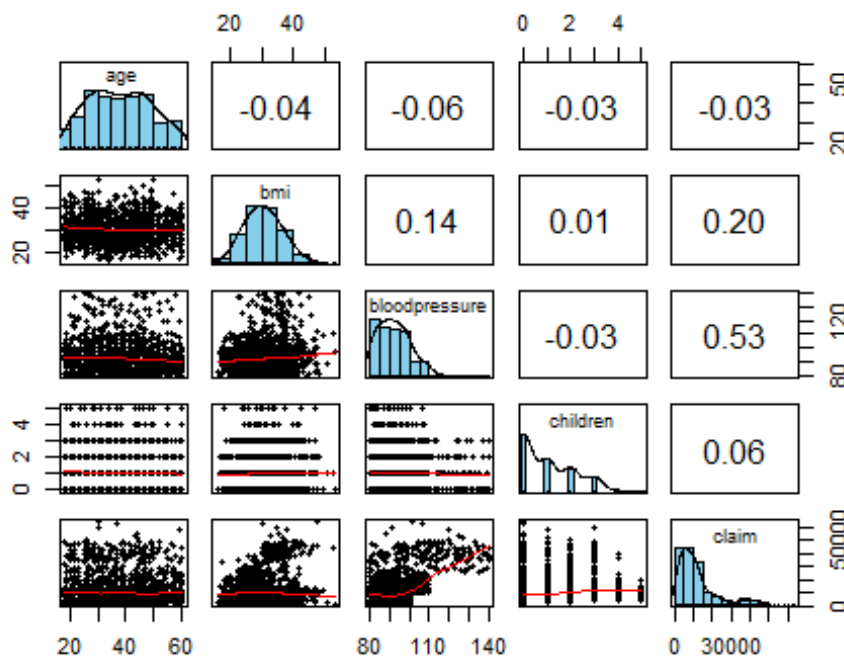 20 40 0 2 4
age -0.04 -0.06 -0.03 -0.03 20 60
20 40 bmi 0.14 0.01 0.20
bloodpressure -0.03 0.53 80 120
0 2 4 children 0.06
claim 0 50000
20 40 60 80 110 140 0 30000